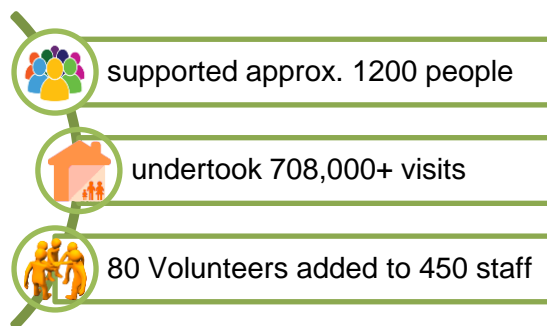 supported approx. 1200 people
undertook 708,000+ visits
80 Volunteers added to 450 staff